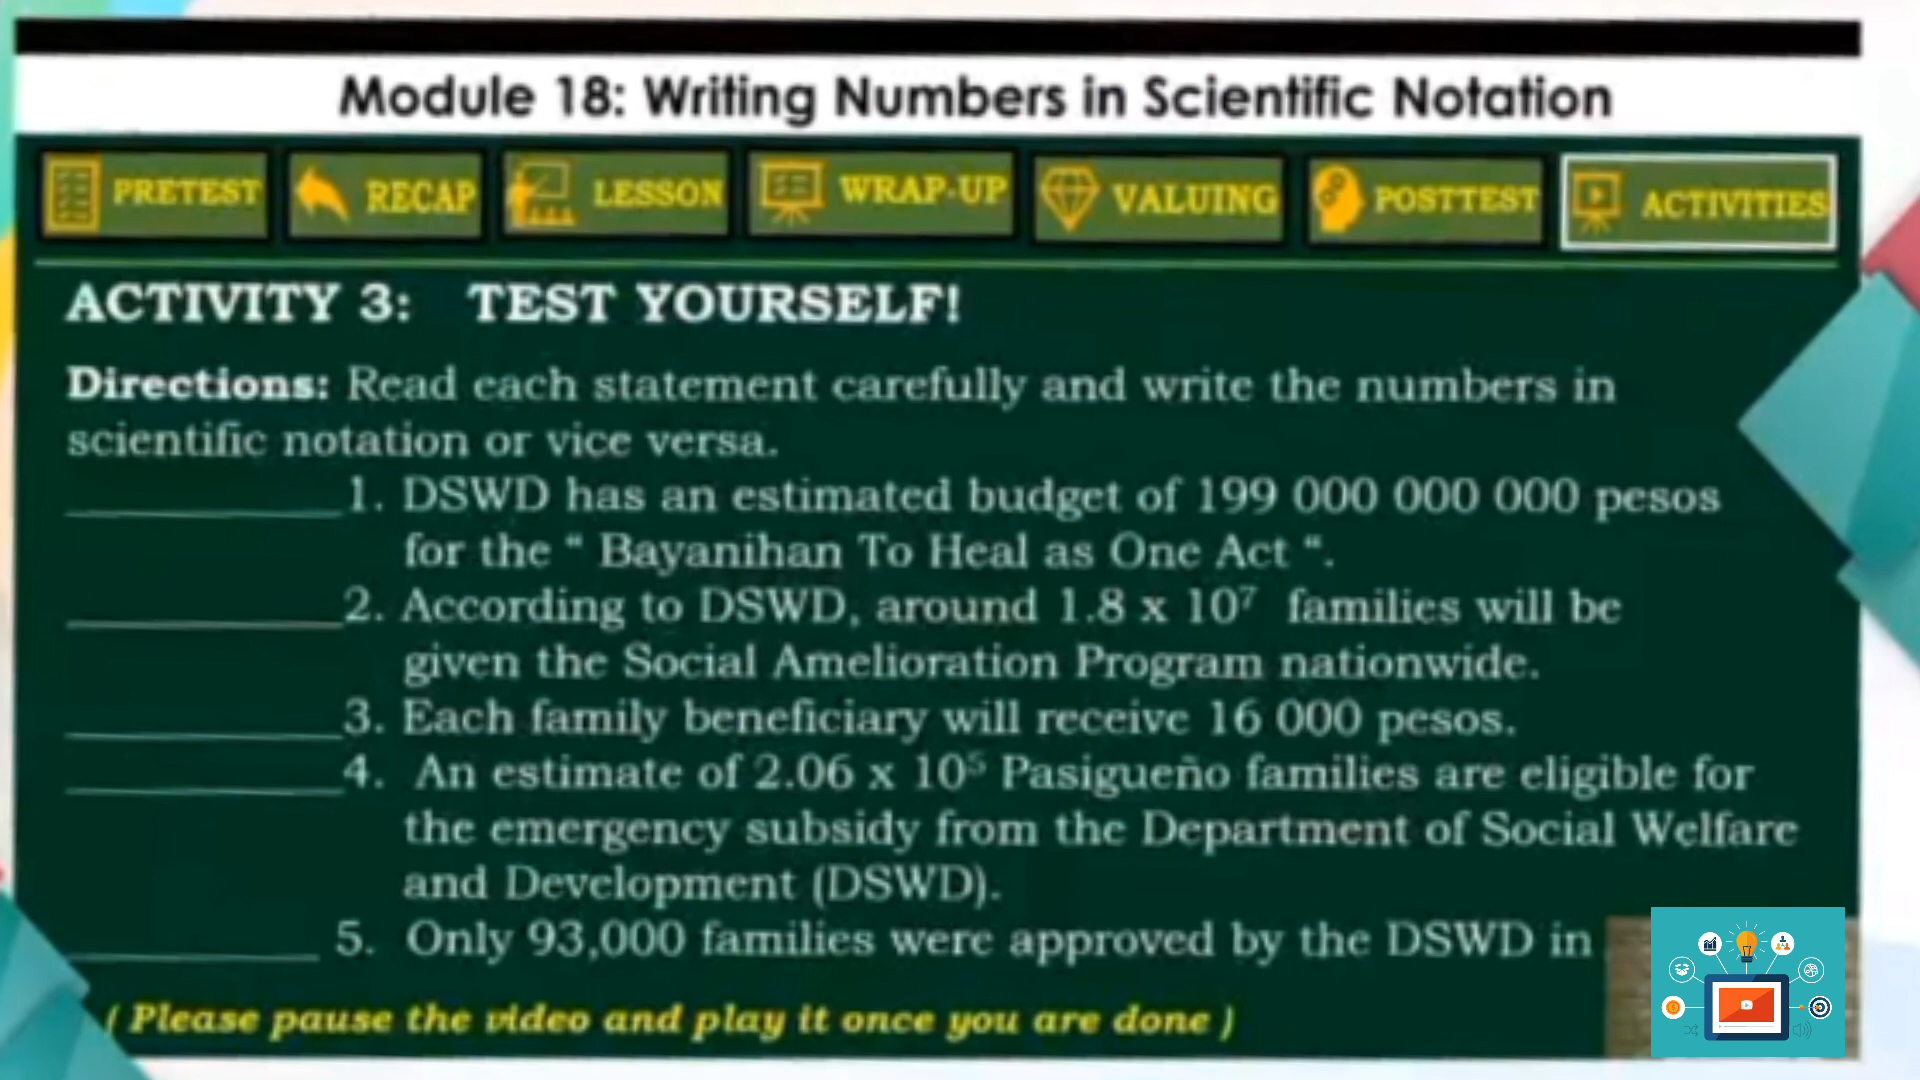 Module 18: Writing Numbers in Scientific Notation
PRETEST RECAP LESSON WRAP-UP VALUING POSTTEST ACTIVITIES
ACTIVITY 3: TEST YOURSELF!
Directions: Read each statement carefully and write the numbers in
scientific notation or vice versa.
__________1. DSWD has an estimated budget of 199 000 000 000 pesos
for the “ Bayanihan To Heal as One Act “.
__________2. According to DSWD, around 1.8 x 10⁷ families will be
given the Social Amelioration Program nationwide.
__________3. Each family beneficiary will receive 16 000 pesos.
__________4. An estimate of 2.06 x 10⁵ Pasigueño families are eligible for
the emergency subsidy from the Department of Social Welfare
and Development (DSWD).
_________ 5. Only 93,000 families were approved by the DSWD in
( Please pause the video and play it once you are done )